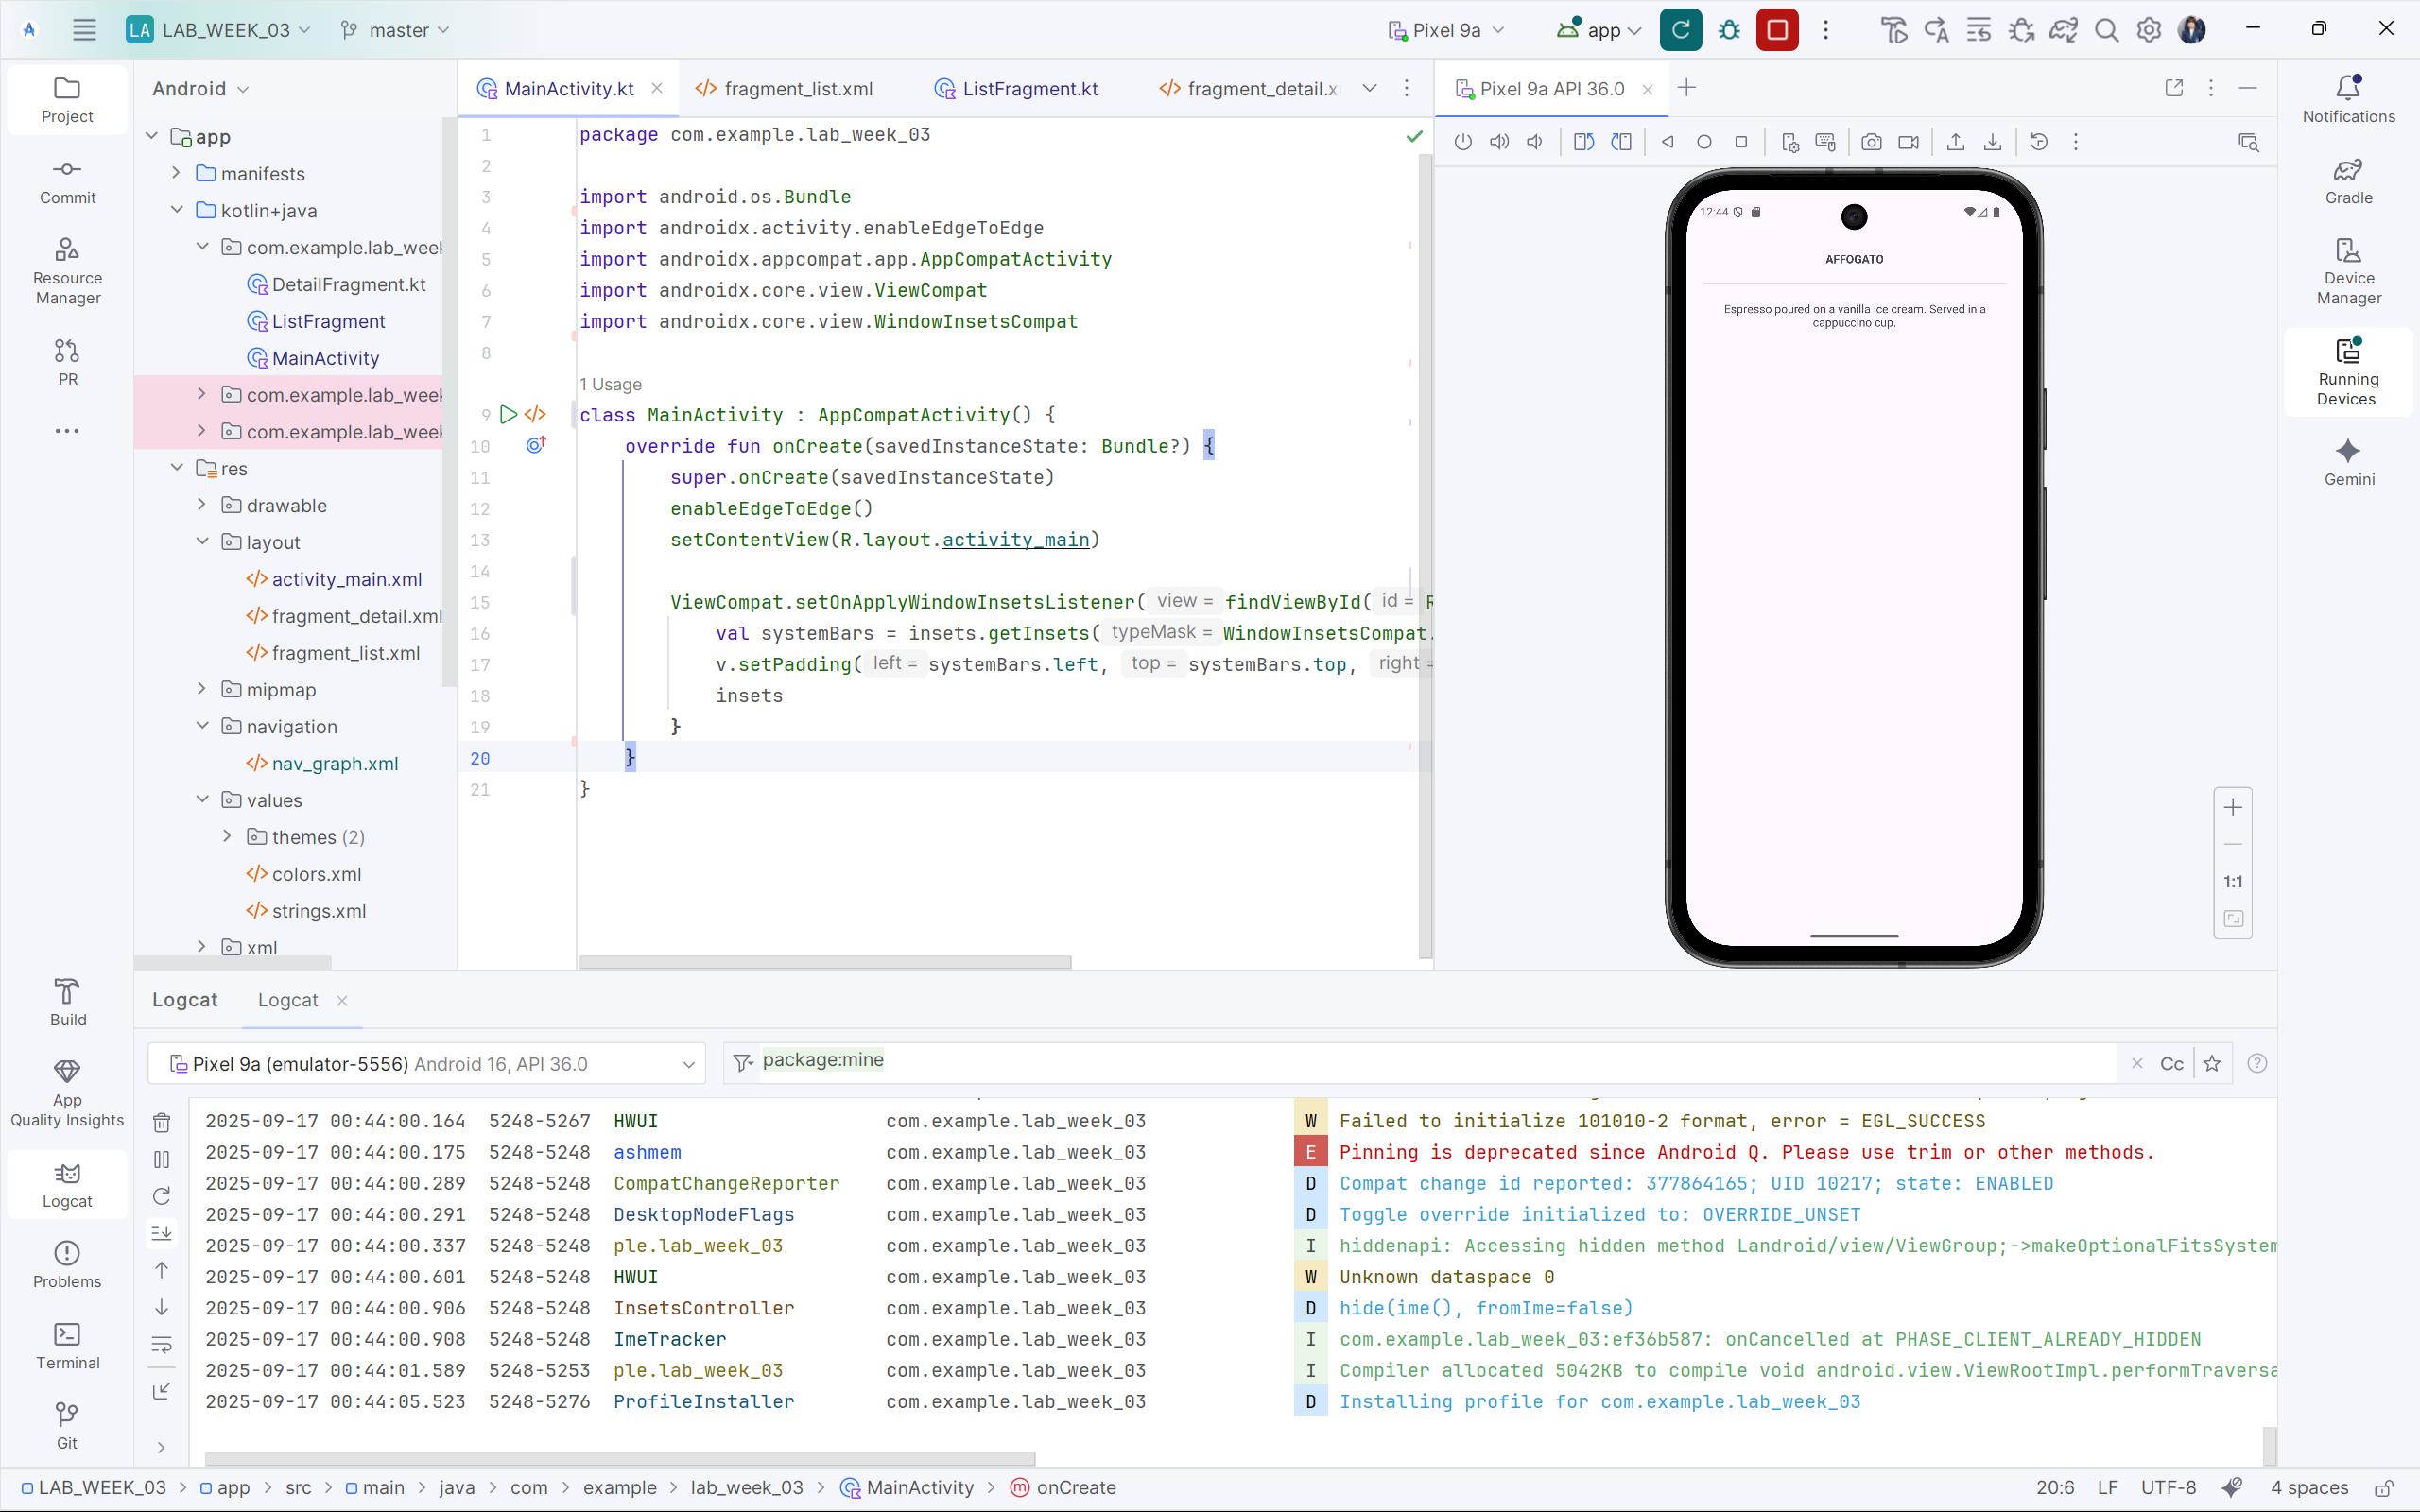 LA LAB_WEEK_03 master Pixel 9a app
Project
Commit
Resource
Manager
PR
Build
App
Quality Insights
Logcat
Problems
Terminal
Git
Android
app
manifests
kotlin+java
com.example.lab_week
DetailFragment.kt
ListFragment
MainActivity
com.example.lab_week
com.example.lab_week
res
drawable
layout
activity_main.xml
fragment_detail.xml
fragment_list.xml
mipmap
navigation
nav_graph.xml
values
themes (2)
colors.xml
strings.xml
xml
MainActivity.kt fragment_list.xml ListFragment.kt fragment_detail.x
1 package com.example.lab_week_03
2
3 import android.os.Bundle
4 import androidx.activity.enableEdgeToEdge
5 import androidx.appcompat.app.AppCompatActivity
6 import androidx.core.view.ViewCompat
7 import androidx.core.view.WindowInsetsCompat
8
1 Usage
9 class MainActivity : AppCompatActivity() {
10 override fun onCreate(savedInstanceState: Bundle?) {
11 super.onCreate(savedInstanceState)
12 enableEdgeToEdge()
13 setContentView(R.layout.activity_main)
14
15 ViewCompat.setOnApplyWindowInsetsListener( view = findViewById( id = R
16 val systemBars = insets.getInsets( typeMask = WindowInsetsCompat.
17 v.setPadding( left = systemBars.left, top = systemBars.top, right =
18 insets
19 }
20 }
21 }
Pixel 9a API 36.0
12:44
AFFOGATO
Espresso poured on a vanilla ice cream. Served in a
cappuccino cup.
1:1
Notifications
Gradle
Device
Manager
Running
Devices
Gemini
Logcat Logcat
Pixel 9a (emulator-5556) Android 16, API 36.0 package:mine Cc
2025-09-17 00:44:00.164 5248-5267 HWUI com.example.lab_week_03 W Failed to initialize 101010-2 format, error = EGL_SUCCESS
2025-09-17 00:44:00.175 5248-5248 ashmem com.example.lab_week_03 E Pinning is deprecated since Android Q. Please use trim or other methods.
2025-09-17 00:44:00.289 5248-5248 CompatChangeReporter com.example.lab_week_03 D Compat change id reported: 377864165; UID 10217; state: ENABLED
2025-09-17 00:44:00.291 5248-5248 DesktopModeFlags com.example.lab_week_03 D Toggle override initialized to: OVERRIDE_UNSET
2025-09-17 00:44:00.337 5248-5248 ple.lab_week_03 com.example.lab_week_03 I hiddenapi: Accessing hidden method Landroid/view/ViewGroup;->makeOptionalFitsSystem
2025-09-17 00:44:00.601 5248-5248 HWUI com.example.lab_week_03 W Unknown dataspace 0
2025-09-17 00:44:00.906 5248-5248 InsetsController com.example.lab_week_03 D hide(ime(), fromIme=false)
2025-09-17 00:44:00.908 5248-5248 ImeTracker com.example.lab_week_03 I com.example.lab_week_03:ef36b587: onCancelled at PHASE_CLIENT_ALREADY_HIDDEN
2025-09-17 00:44:01.589 5248-5253 ple.lab_week_03 com.example.lab_week_03 I Compiler allocated 5042KB to compile void android.view.ViewRootImpl.performTraversa
2025-09-17 00:44:05.523 5248-5276 ProfileInstaller com.example.lab_week_03 D Installing profile for com.example.lab_week_03
LAB_WEEK_03 > app > src > main > java > com > example > lab_week_03 > MainActivity > onCreate 20:6 LF UTF-8 4 spaces